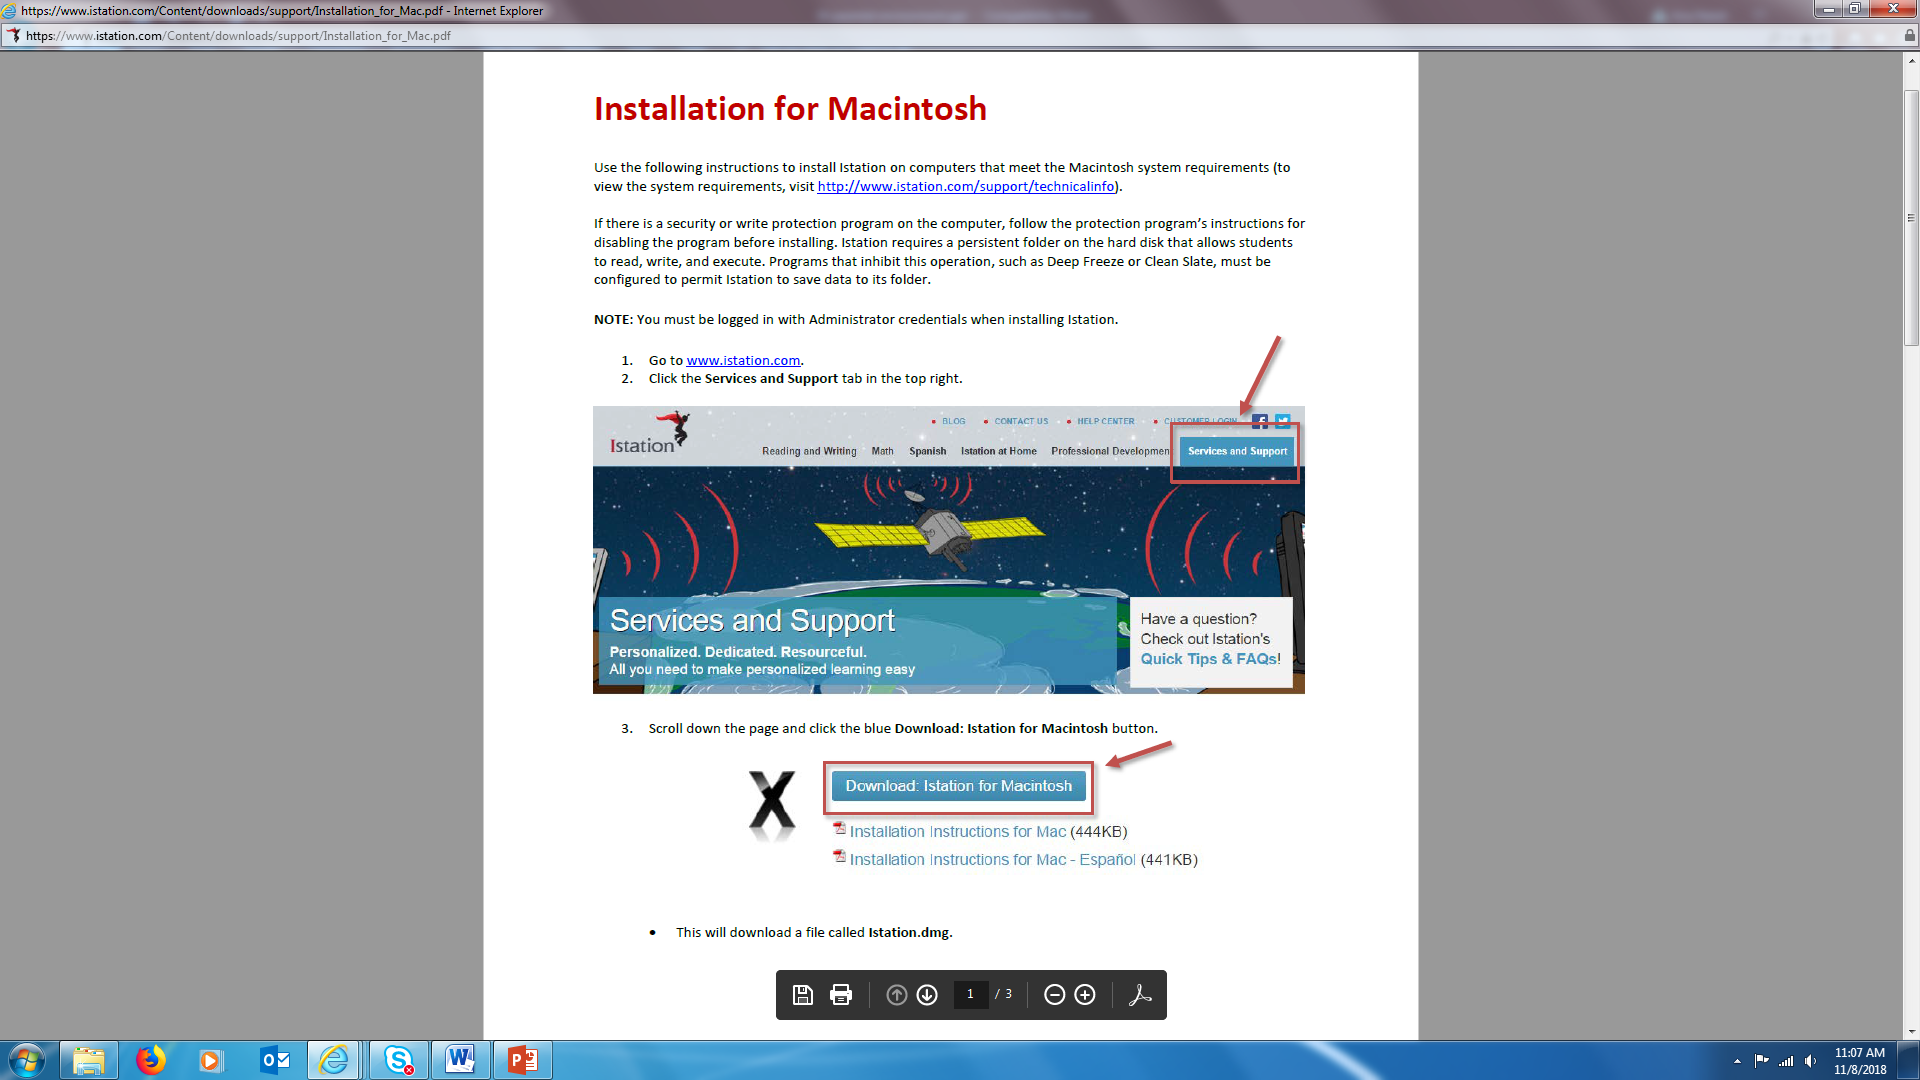 https://www.istation.com/Content/downloads/support/Installation_for_Mac.pdf - Internet Explorer
https://www.istation.com/Content/downloads/support/Installation_for_Mac.pdf
Installation for Macintosh
Use the following instructions to install Istation on computers that meet the Macintosh system requirements (to
view the system requirements, visit http://www.istation.com/support/technicalinfo).
If there is a security or write protection program on the computer, follow the protection program’s instructions for
disabling the program before installing. Istation requires a persistent folder on the hard disk that allows students
to read, write, and execute. Programs that inhibit this operation, such as Deep Freeze or Clean Slate, must be
configured to permit Istation to save data to its folder.
NOTE: You must be logged in with Administrator credentials when installing Istation.
1. Go to www.istation.com.
2. Click the Services and Support tab in the top right.
BLOG CONTACT US HELP CENTER CUSTOMER LOGIN
Istation
Reading and Writing Math Spanish Istation at Home Professional Developmen Services and Support
Services and Support
Personalized. Dedicated. Resourceful.
All you need to make personalized learning easy
Have a question?
Check out Istation's
Quick Tips & FAQs!
3. Scroll down the page and click the blue Download: Istation for Macintosh button.
X
Download: Istation for Macintosh
Installation Instructions for Mac (444KB)
Installation Instructions for Mac - Español (441KB)
• This will download a file called Istation.dmg.
1 / 3
11:07 AM
11/8/2018